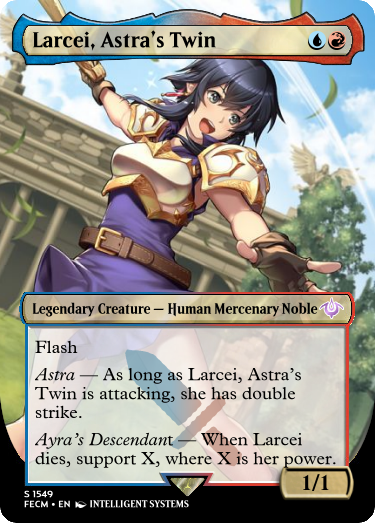 Larcei, Astra's Twin
Legendary Creature — Human Mercenary Noble
Flash
Astra — As long as Larcei, Astra's
Twin is attacking, she has double
strike.
Ayra's Descendant — When Larcei
dies, support X, where X is her power.
1/1
S 1549
FECM • EN INTELLIGENT SYSTEMS